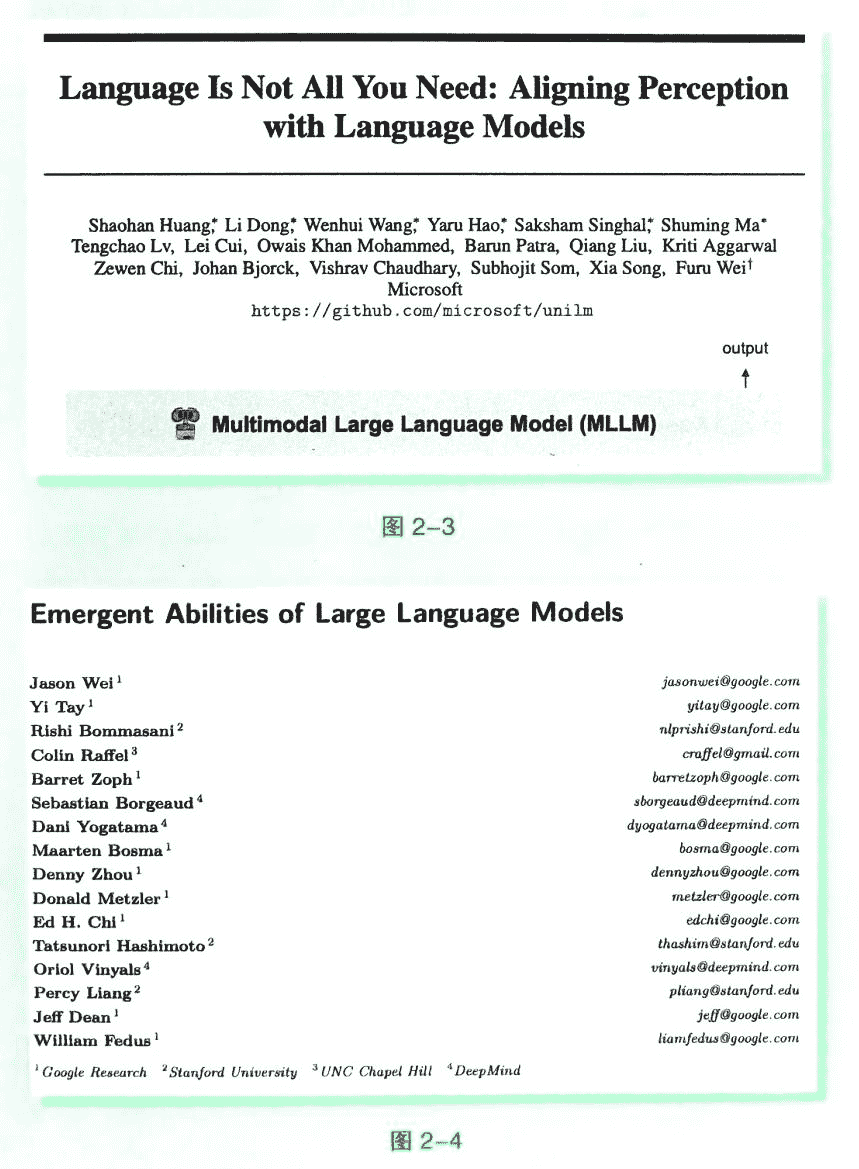 Language Is Not All You Need: Aligning Perception
with Language Models
Shaohan Huang,* Li Dong,* Wenhui Wang,* Yaru Hao,* Saksham Singhal,* Shuming Ma*
Tengchao Lv, Lei Cui, Owais Khan Mohammed, Barun Patra, Qiang Liu, Kriti Aggarwal
Zewen Chi, Johan Bjorck, Vishrav Chaudhary, Subhojit Som, Xia Song, Furu Wei†
Microsoft
https://github.com/microsoft/unilm
output
Multimodal Large Language Model (MLLM)
图 2-3
Emergent Abilities of Large Language Models
Jason Wei 1 jasonwei@google.com
Yi Tay 1 yitay@google.com
Rishi Bommasani 2 nlprishi@stanford.edu
Colin Raffel 3 craffel@gmail.com
Barret Zoph 1 barretzoph@google.com
Sebastian Borgeaud 4 sborgeaud@deepmind.com
Dani Yogatama 4 dyogatama@deepmind.com
Maarten Bosma 1 bosma@google.com
Denny Zhou 1 dennyzhou@google.com
Donald Metzler 1 metzler@google.com
Ed H. Chi 1 edchi@google.com
Tatsunori Hashimoto 2 thashim@stanford.edu
Oriol Vinyals 4 vinyals@deepmind.com
Percy Liang 2 pliang@stanford.edu
Jeff Dean 1 jeff@google.com
William Fedus 1 liamfedus@google.com
1 Google Research 2 Stanford University 3 UNC Chapel Hill 4 DeepMind
图 2-4